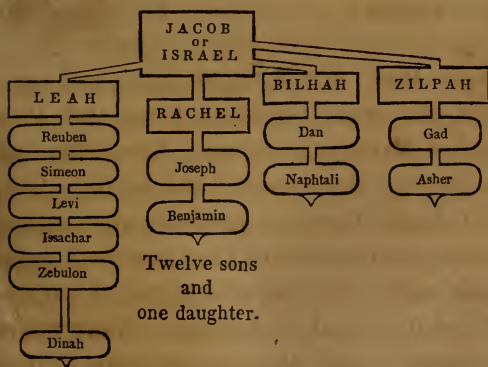 JACOB
or
ISRAEL
LEAH
Reuben
Simeon
Levi
Issachar
Zebulon
Dinah
RACHEL
Joseph
Benjamin
BILHAH
Dan
Naphtali
ZILPAH
Gad
Asher
Twelve sons
and
one daughter.